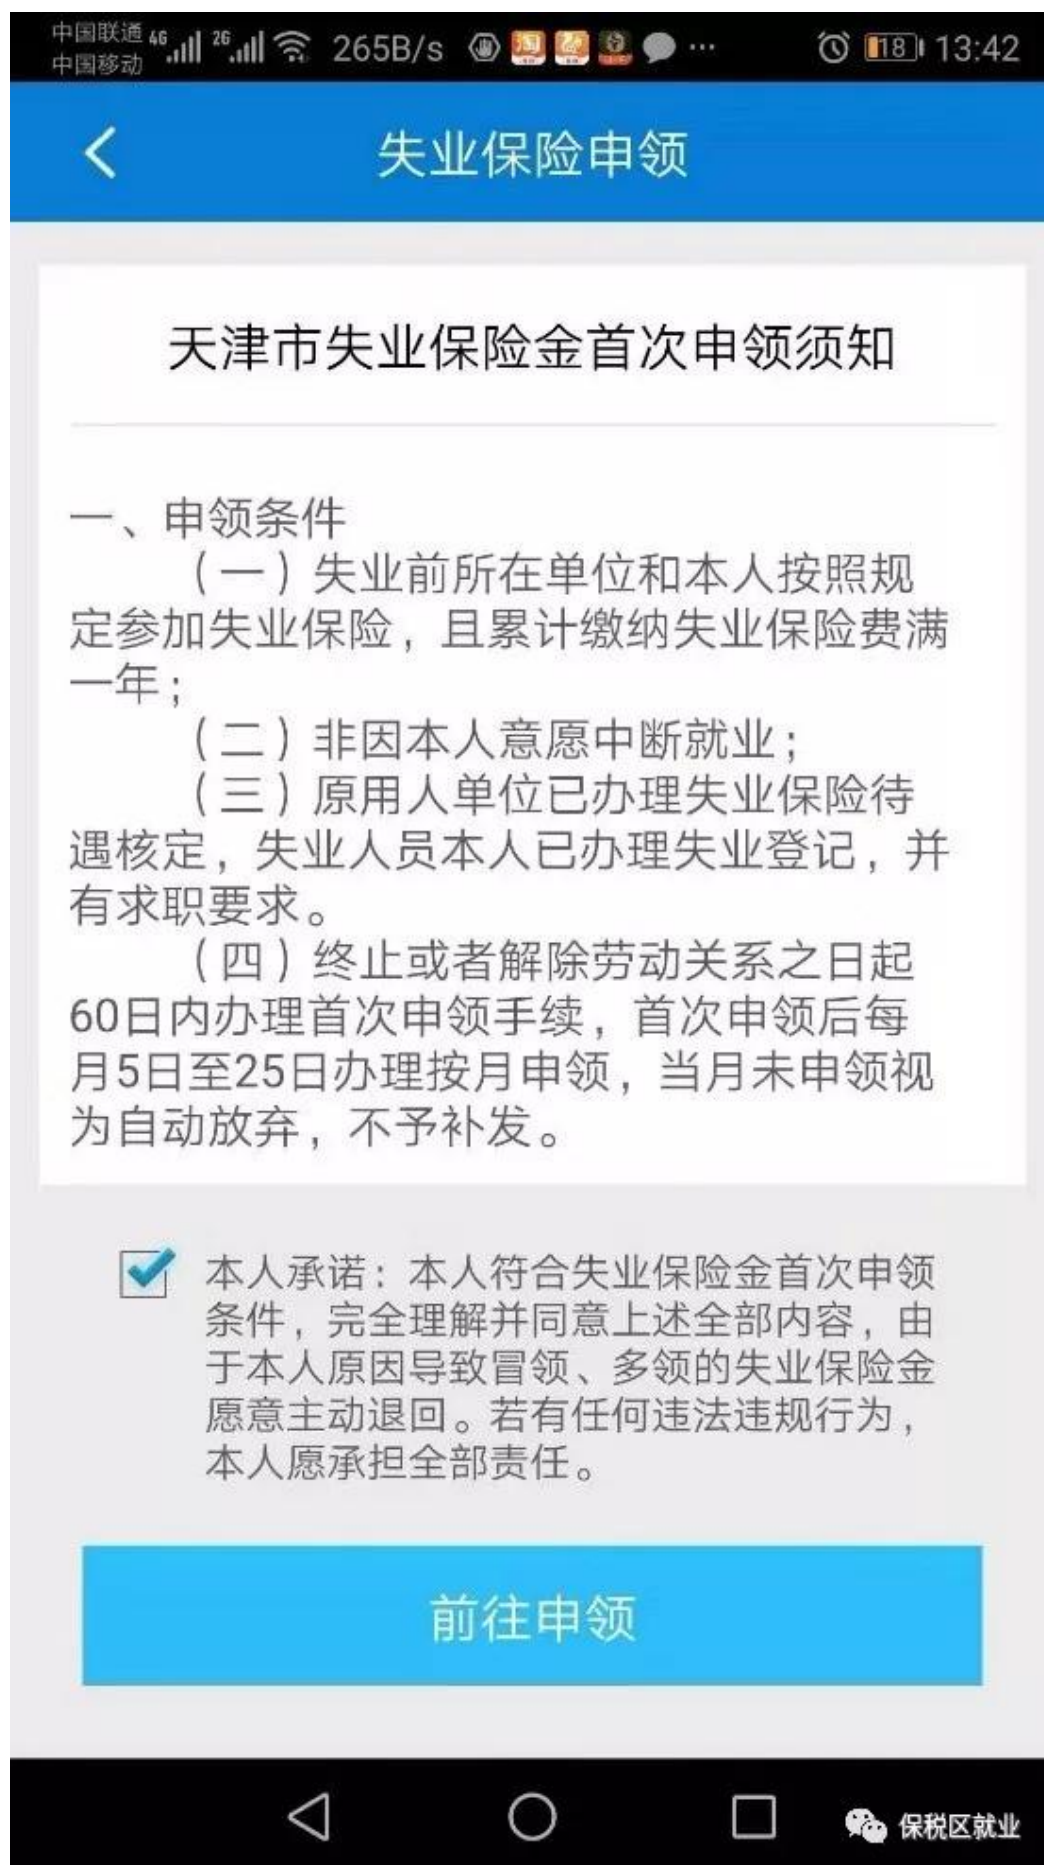 中国联通
中国移动
4G 2G 265B/s 18 13:42
失业保险申领
天津市失业保险金首次申领须知
一、申领条件
（一）失业前所在单位和本人按照规
定参加失业保险，且累计缴纳失业保险费满
一年；
（二）非因本人意愿中断就业；
（三）原用人单位已办理失业保险待
遇核定，失业人员本人已办理失业登记，并
有求职要求。
（四）终止或者解除劳动关系之日起
60日内办理首次申领手续，首次申领后每
月5日至25日办理按月申领，当月未申领视
为自动放弃，不予补发。
本人承诺：本人符合失业保险金首次申领
条件，完全理解并同意上述全部内容，由
于本人原因导致冒领、多领的失业保险金
愿意主动退回。若有任何违法违规行为，
本人愿承担全部责任。
前往申领
保税区就业